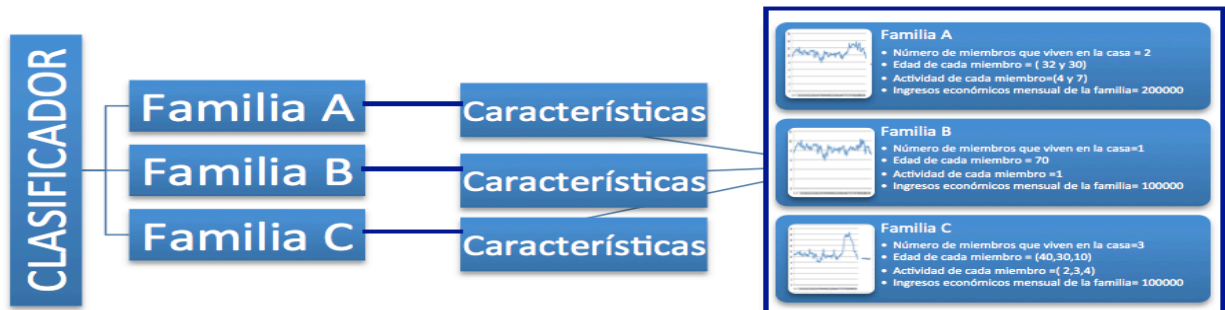 CLASIFICADOR
Familia A
Familia B
Familia C
Características
Características
Características
Familia A
• Número de miembros que viven en la casa = 2
• Edad de cada miembro = ( 32 y 30)
• Actividad de cada miembro=(4 y 7)
• Ingresos económicos mensual de la familia= 200000
Familia B
• Número de miembros que viven en la casa=1
• Edad de cada miembro = 70
• Actividad de cada miembro =1
• Ingresos económicos mensual de la familia= 100000
Familia C
• Número de miembros que viven en la casa=3
• Edad de cada miembro = (40,30,10)
• Actividad de cada miembro =( 2,3,4)
• Ingresos económicos mensual de la familia= 100000